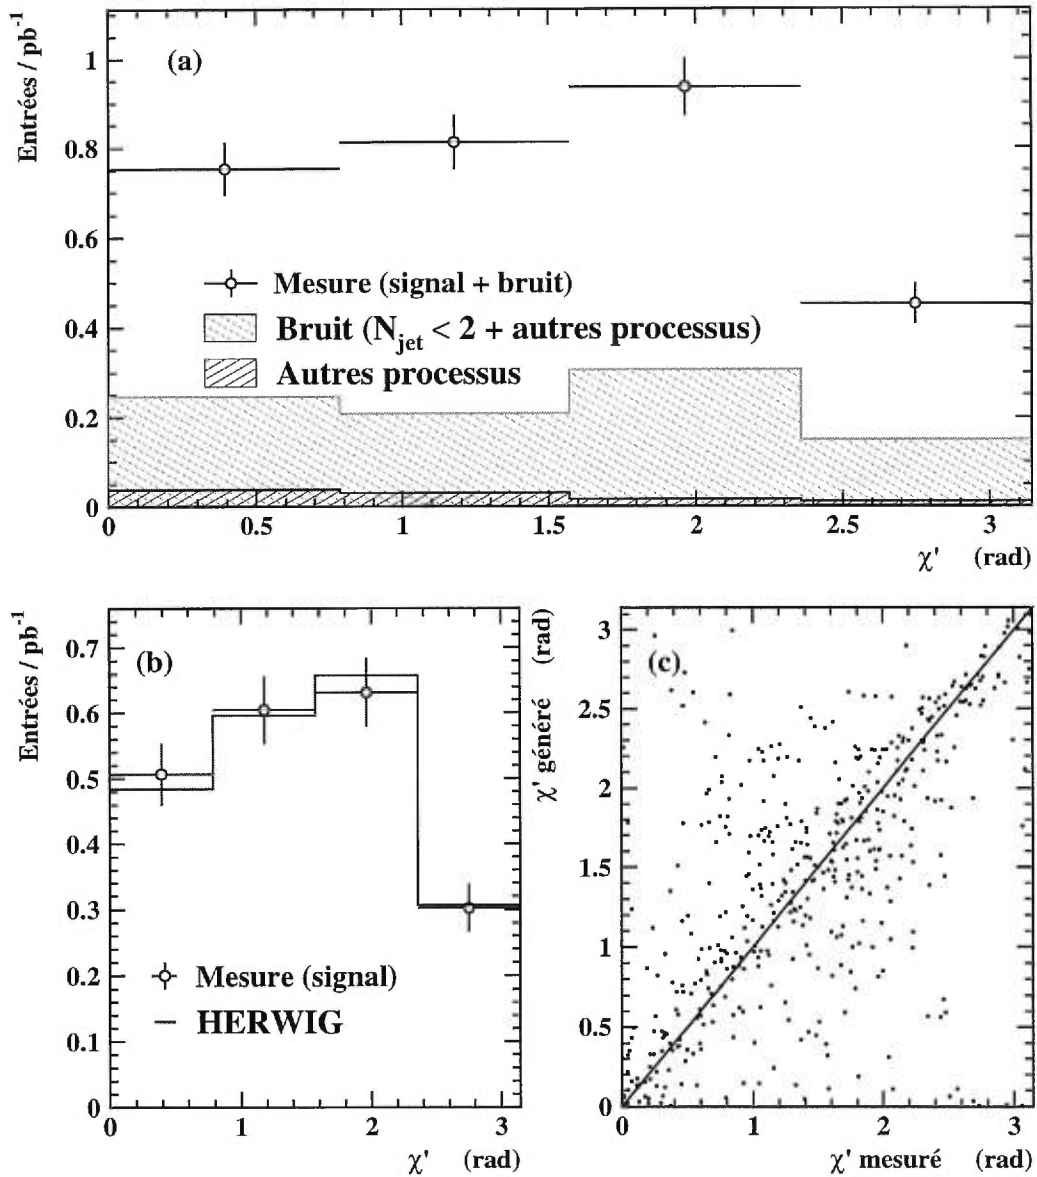 Entrées / pb⁻¹
(a)
1
0.8
0.6
0.4
0.2
0
Mesure (signal + bruit)
Bruit (N_jet < 2 + autres processus)
Autres processus
0 0.5 1 1.5 2 2.5 3
χ' (rad)
Entrées / pb⁻¹
(b)
0.7
0.6
0.5
0.4
0.3
0.2
0.1
0
Mesure (signal)
HERWIG
0 1 2 3
χ' (rad)
χ' généré (rad)
(c)
3
2.5
2
1.5
1
0.5
0
0 1 2 3
χ' mesuré (rad)